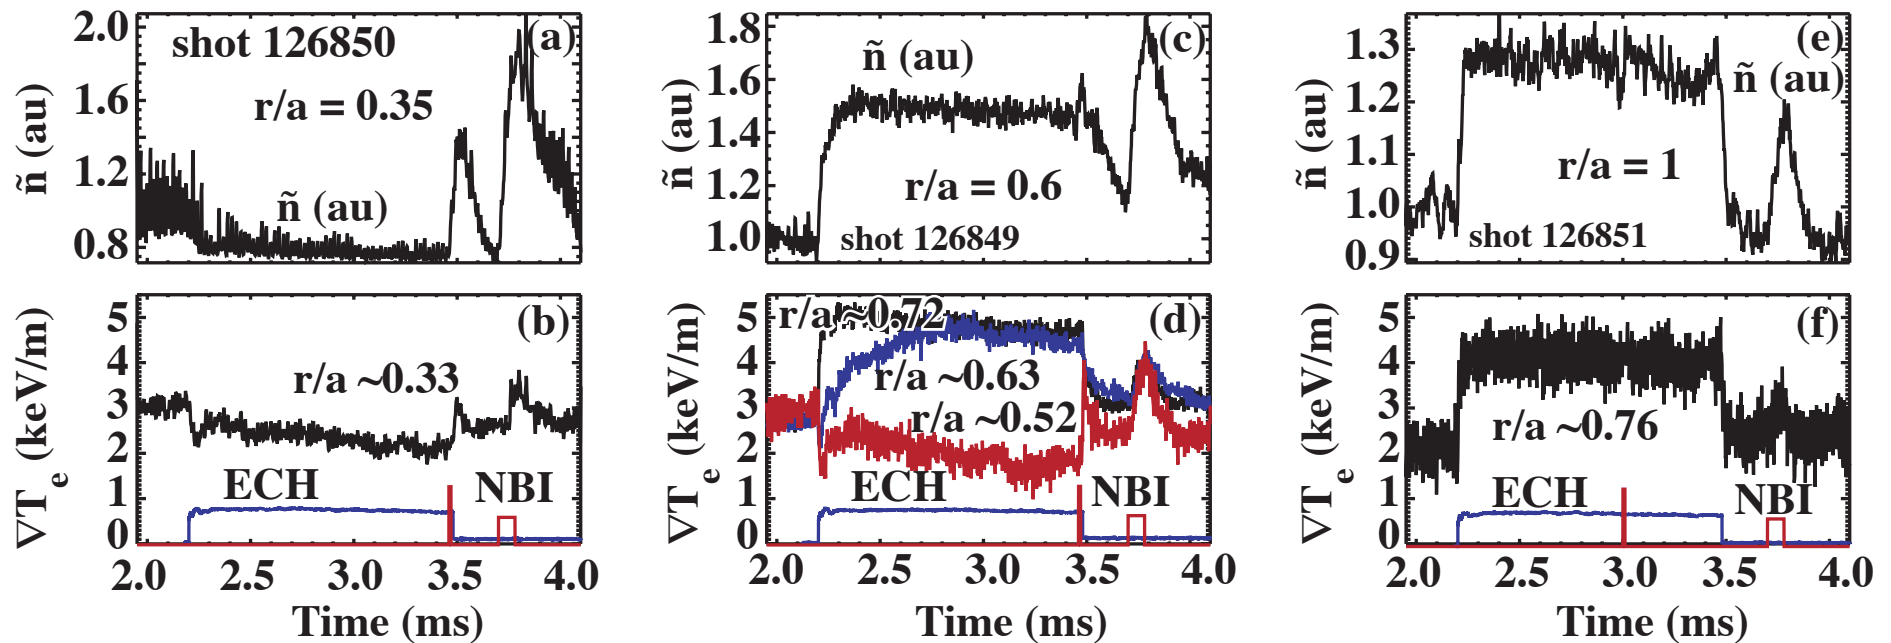 (a)
shot 126850
r/a = 0.35
ñ (au)
ñ (au)
2.0
1.6
1.2
0.8
(b)
r/a ~0.33
ECH
NBI
∇Te (keV/m)
5
4
3
2
1
0
2.0 2.5 3.0 3.5 4.0
Time (ms)
(c)
ñ (au)
r/a = 0.6
shot 126849
ñ (au)
1.8
1.6
1.4
1.2
1.0
(d)
r/a ~0.72
r/a ~0.63
r/a ~0.52
ECH
NBI
∇Te (keV/m)
5
4
3
2
1
0
2.0 2.5 3.0 3.5 4.0
Time (ms)
(e)
ñ (au)
r/a = 1
shot 126851
ñ (au)
1.3
1.2
1.1
1.0
0.9
(f)
r/a ~0.76
ECH
NBI
∇Te (keV/m)
5
4
3
2
1
0
2.0 2.5 3.0 3.5 4.0
Time (ms)